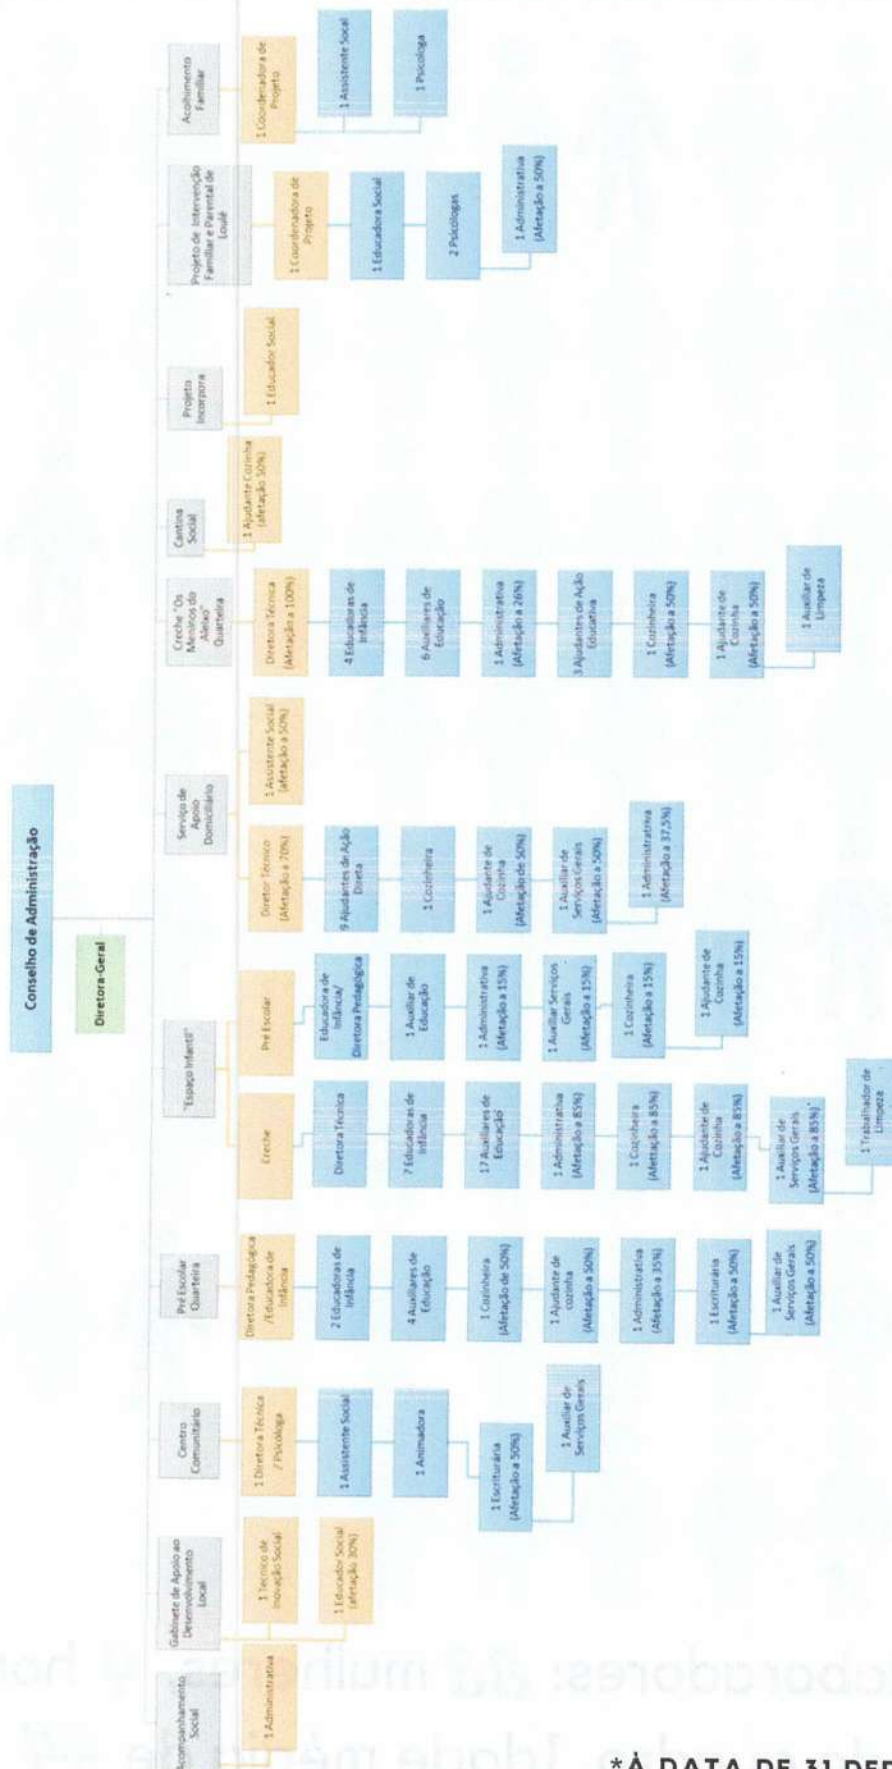 Conselho de Administração
Diretora-Geral
Acompanhamento
Social
1 Administrativa
Gabinete de Apoio ao
Desenvolvimento
Local
1 Tecnico de
Inovação Social
1 Educador Social
(afetação 30%)
Centro
Comunitário
1 Diretora Técnica
/ Psicóloga
1 Assistente Social
1 Animadora
1 Escriturária
(Afetação a 50%)
1 Auxiliar de
Serviços Gerais
Pré Escolar
Quarteira
Diretora Pedagógica
/Educadora de
Infância
2 Educadoras de
Infância
4 Auxiliares de
Educação
1 Cozinheira
(Afetação de 50%)
1 Ajudante de
cozinha
(Afetação a 50%)
1 Administrativa
(Afetação a 35%)
1 Escriturária
(Afetação a 50%)
1 Auxiliar de
Serviços Gerais
(Afetação a 50%)
"Espaço Infantil"
Creche
Diretora Técnica
7 Educadoras de
Infância
17 Auxiliares de
Educação
1 Administrativa
(Afetação a 85%)
1 Cozinheira
(Afetação a 85%)
1 Ajudante de
Cozinha
(Afetação a 85%)
1 Auxiliar de
Serviços Gerais
(Afetação a 85%)
1 Trabalhador de
Limpeza
Pré Escolar
Educadora de
Infância/
Diretora Pedagógica
1 Auxiliar de
Educação
1 Administrativa
(Afetação a 15%)
1 Auxiliar Serviços
Gerais
(Afetação a 15%)
1 Cozinheira
(Afetação a 15%)
1 Ajudante de
Cozinha
(Afetação a 15%)
Serviço de
Apoio
Domiciliário
Diretor Técnico
(Afetação a 70%)
9 Ajudantes de Ação
Direta
1 Cozinheira
1 Ajudante de
Cozinha
(Afetação de 50%)
1 Auxiliar de
Serviços Gerais
(Afetação a 50%)
1 Administrativa
(Afetação a 37,5%)
1 Assistente Social
(afetação a 50%)
Creche "Os
Meninos do
Aleixo"
Quarteira
Diretora Técnica
(Afetação a 100%)
4 Educadoras de
Infância
6 Auxiliares de
Educação
1 Administrativa
(Afetação a 26%)
3 Ajudantes de Ação
Educativa
1 Cozinheira
(Afetação a 50%)
1 Ajudante de
Cozinha
(Afetação a 50%)
1 Auxiliar de
Limpeza
Cantina
Social
1 Ajudante Cozinha
(afetação 50%)
Projeto
Incorpora
1 Educador Social
Projeto de Intervenção
Familiar e Parental de
Loulé
1 Coordenadora de
Projeto
1 Educadora Social
2 Psicólogas
1 Administrativa
(Afetação a 50%)
Acolhimento
Familiar
1 Coordenadora de
Projeto
1 Assistente Socal
1 Psicologa
*À DATA DE 31 DE